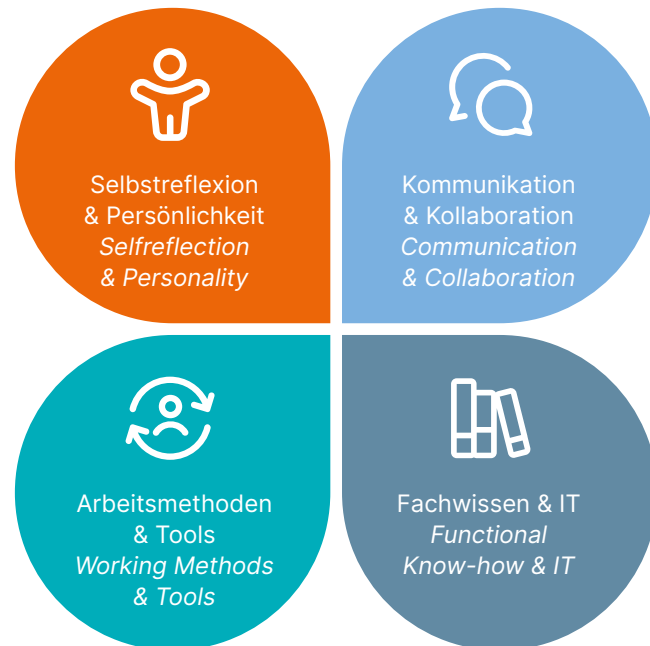 Selbstreflexion
& Persönlichkeit
Selfreflection
& Personality
Kommunikation
& Kollaboration
Communication
& Collaboration
Arbeitsmethoden
& Tools
Working Methods
& Tools
Fachwissen & IT
Functional
Know-how & IT